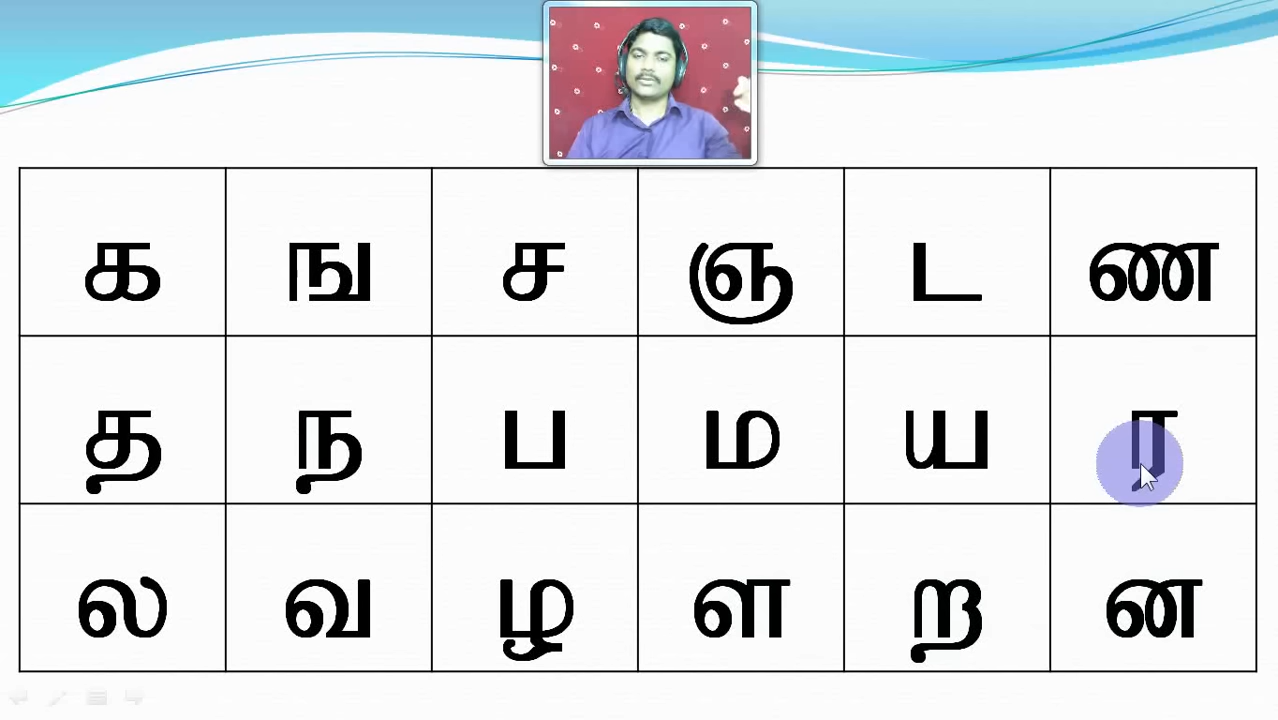 க ங ச ஞ ட ண
த ந ப ம ய ர
ல வ ழ ள ற ன